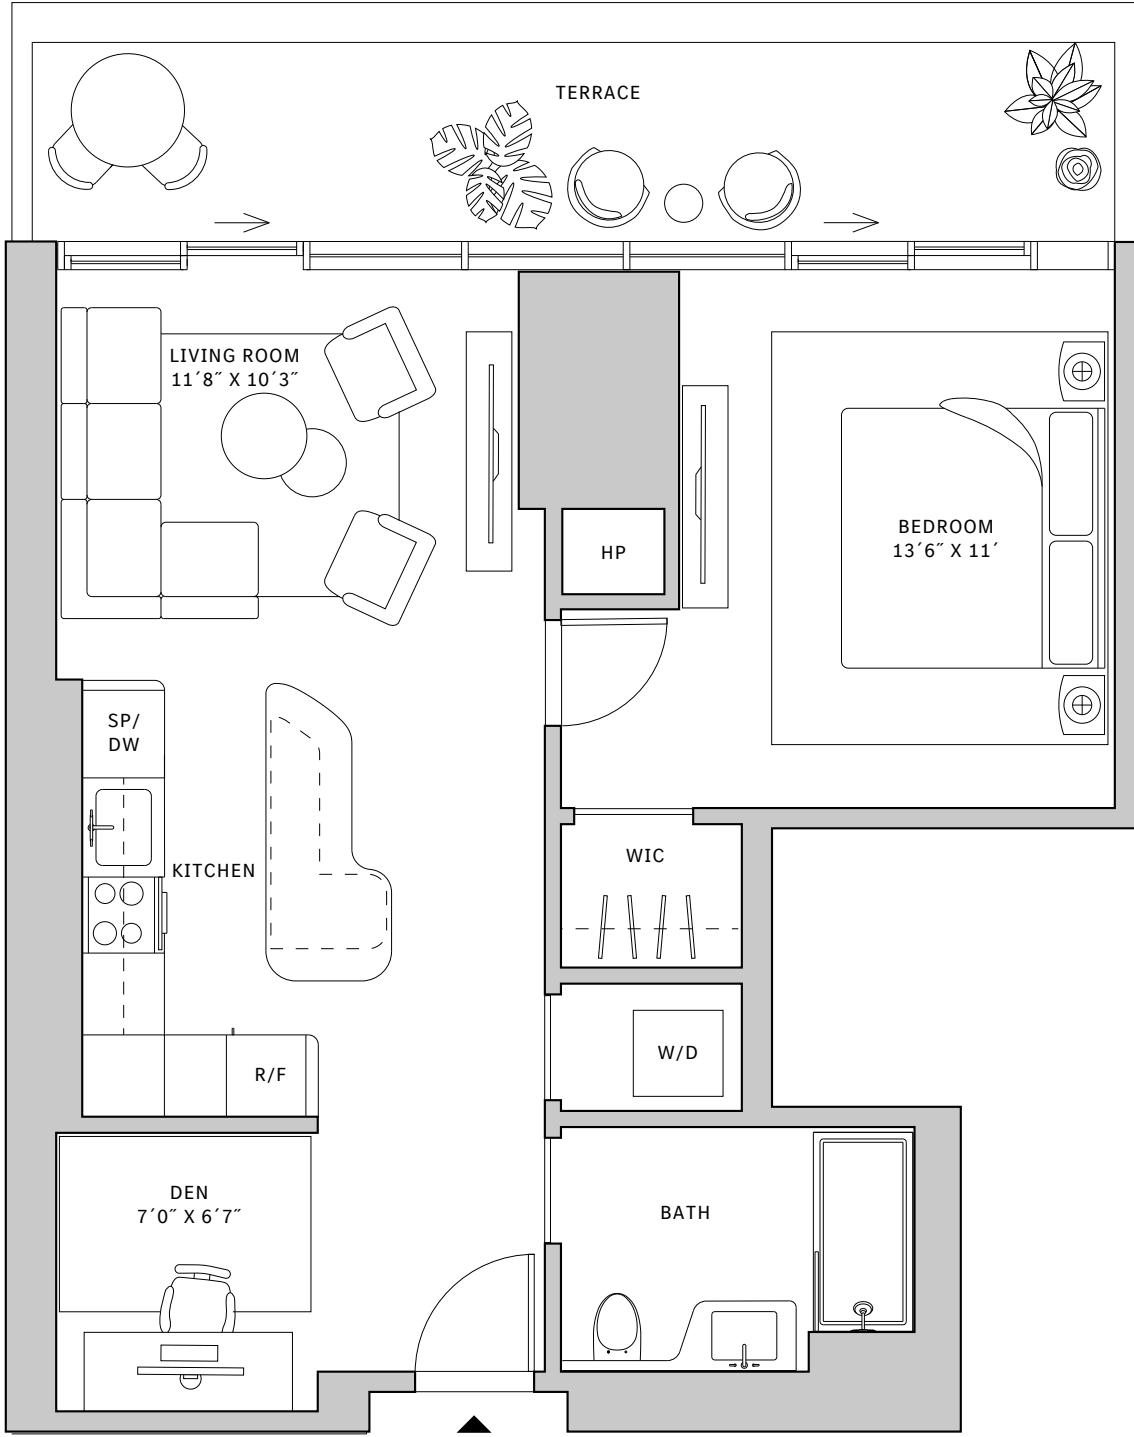 TERRACE
LIVING ROOM
11´8˝ X 10´3˝
HP
BEDROOM
13´6˝ X 11´
SP/
DW
KITCHEN
WIC
R/F
W/D
DEN
7´0˝ X 6´7˝
BATH